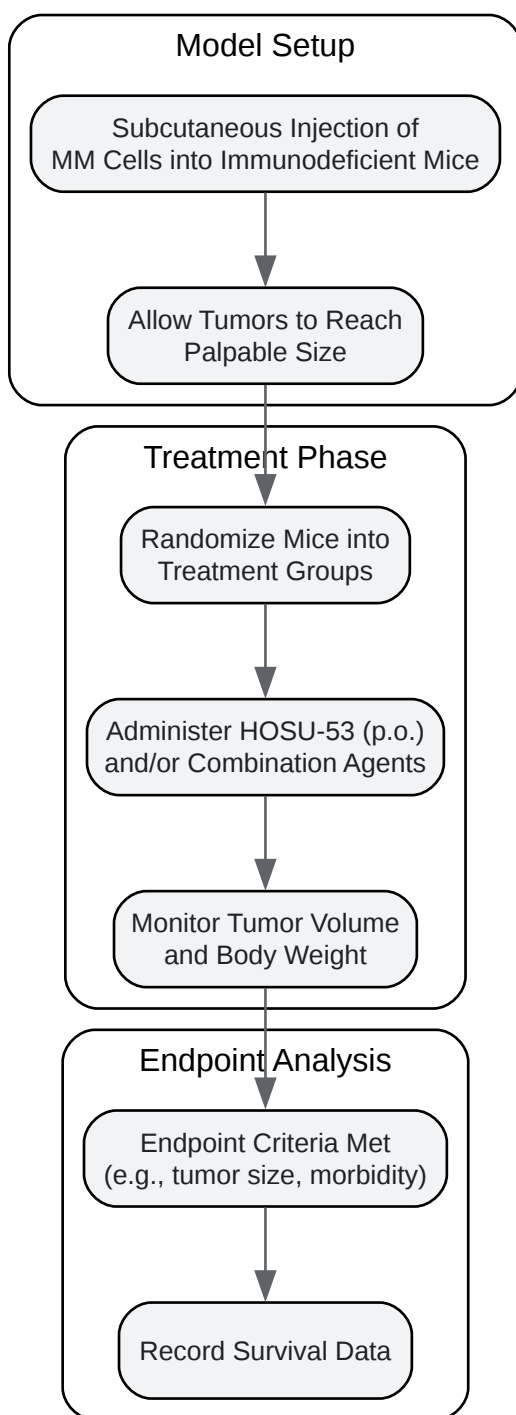 Model Setup
Subcutaneous Injection of
MM Cells into Immunodeficient Mice
Allow Tumors to Reach
Palpable Size
Treatment Phase
Randomize Mice into
Treatment Groups
Administer HOSU-53 (p.o.)
and/or Combination Agents
Monitor Tumor Volume
and Body Weight
Endpoint Analysis
Endpoint Criteria Met
(e.g., tumor size, morbidity)
Record Survival Data